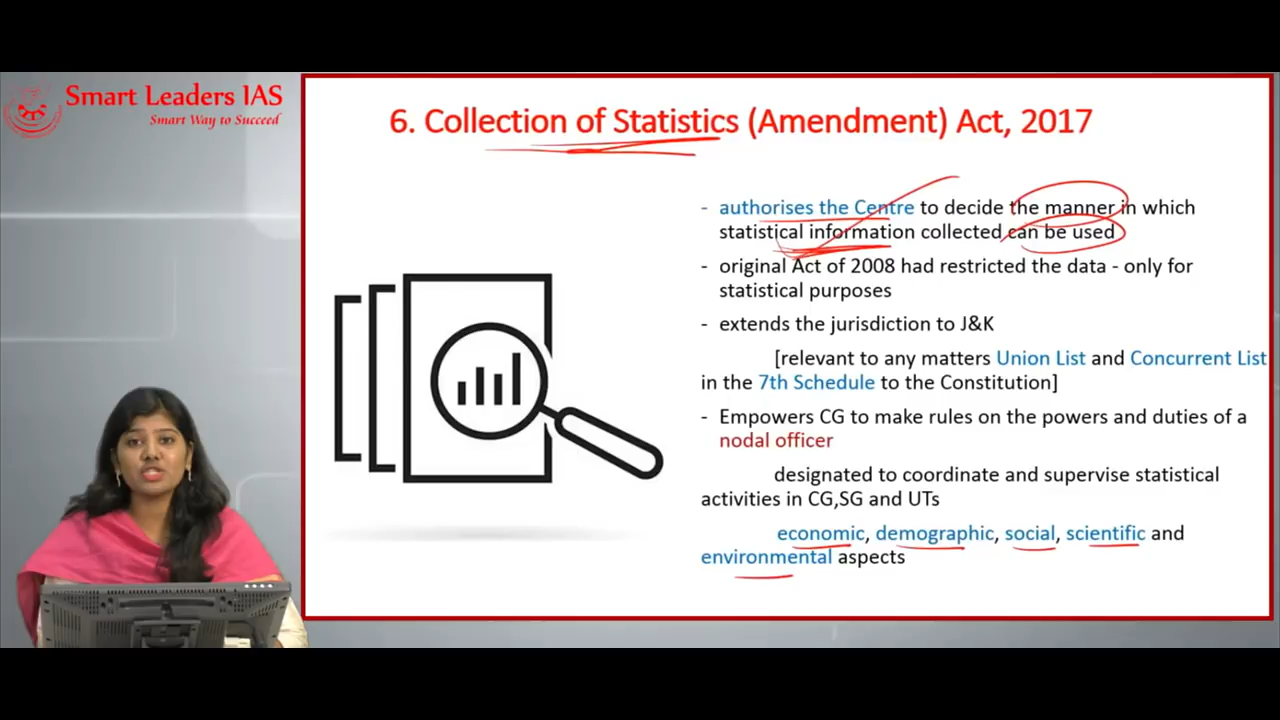 Smart Leaders IAS
Smart Way to Succeed
6. Collection of Statistics (Amendment) Act, 2017
- authorises the Centre to decide the manner in which
statistical information collected can be used
- original Act of 2008 had restricted the data - only for
statistical purposes
- extends the jurisdiction to J&K
[relevant to any matters Union List and Concurrent List
in the 7th Schedule to the Constitution]
- Empowers CG to make rules on the powers and duties of a
nodal officer
designated to coordinate and supervise statistical
activities in CG,SG and UTs
economic, demographic, social, scientific and
environmental aspects